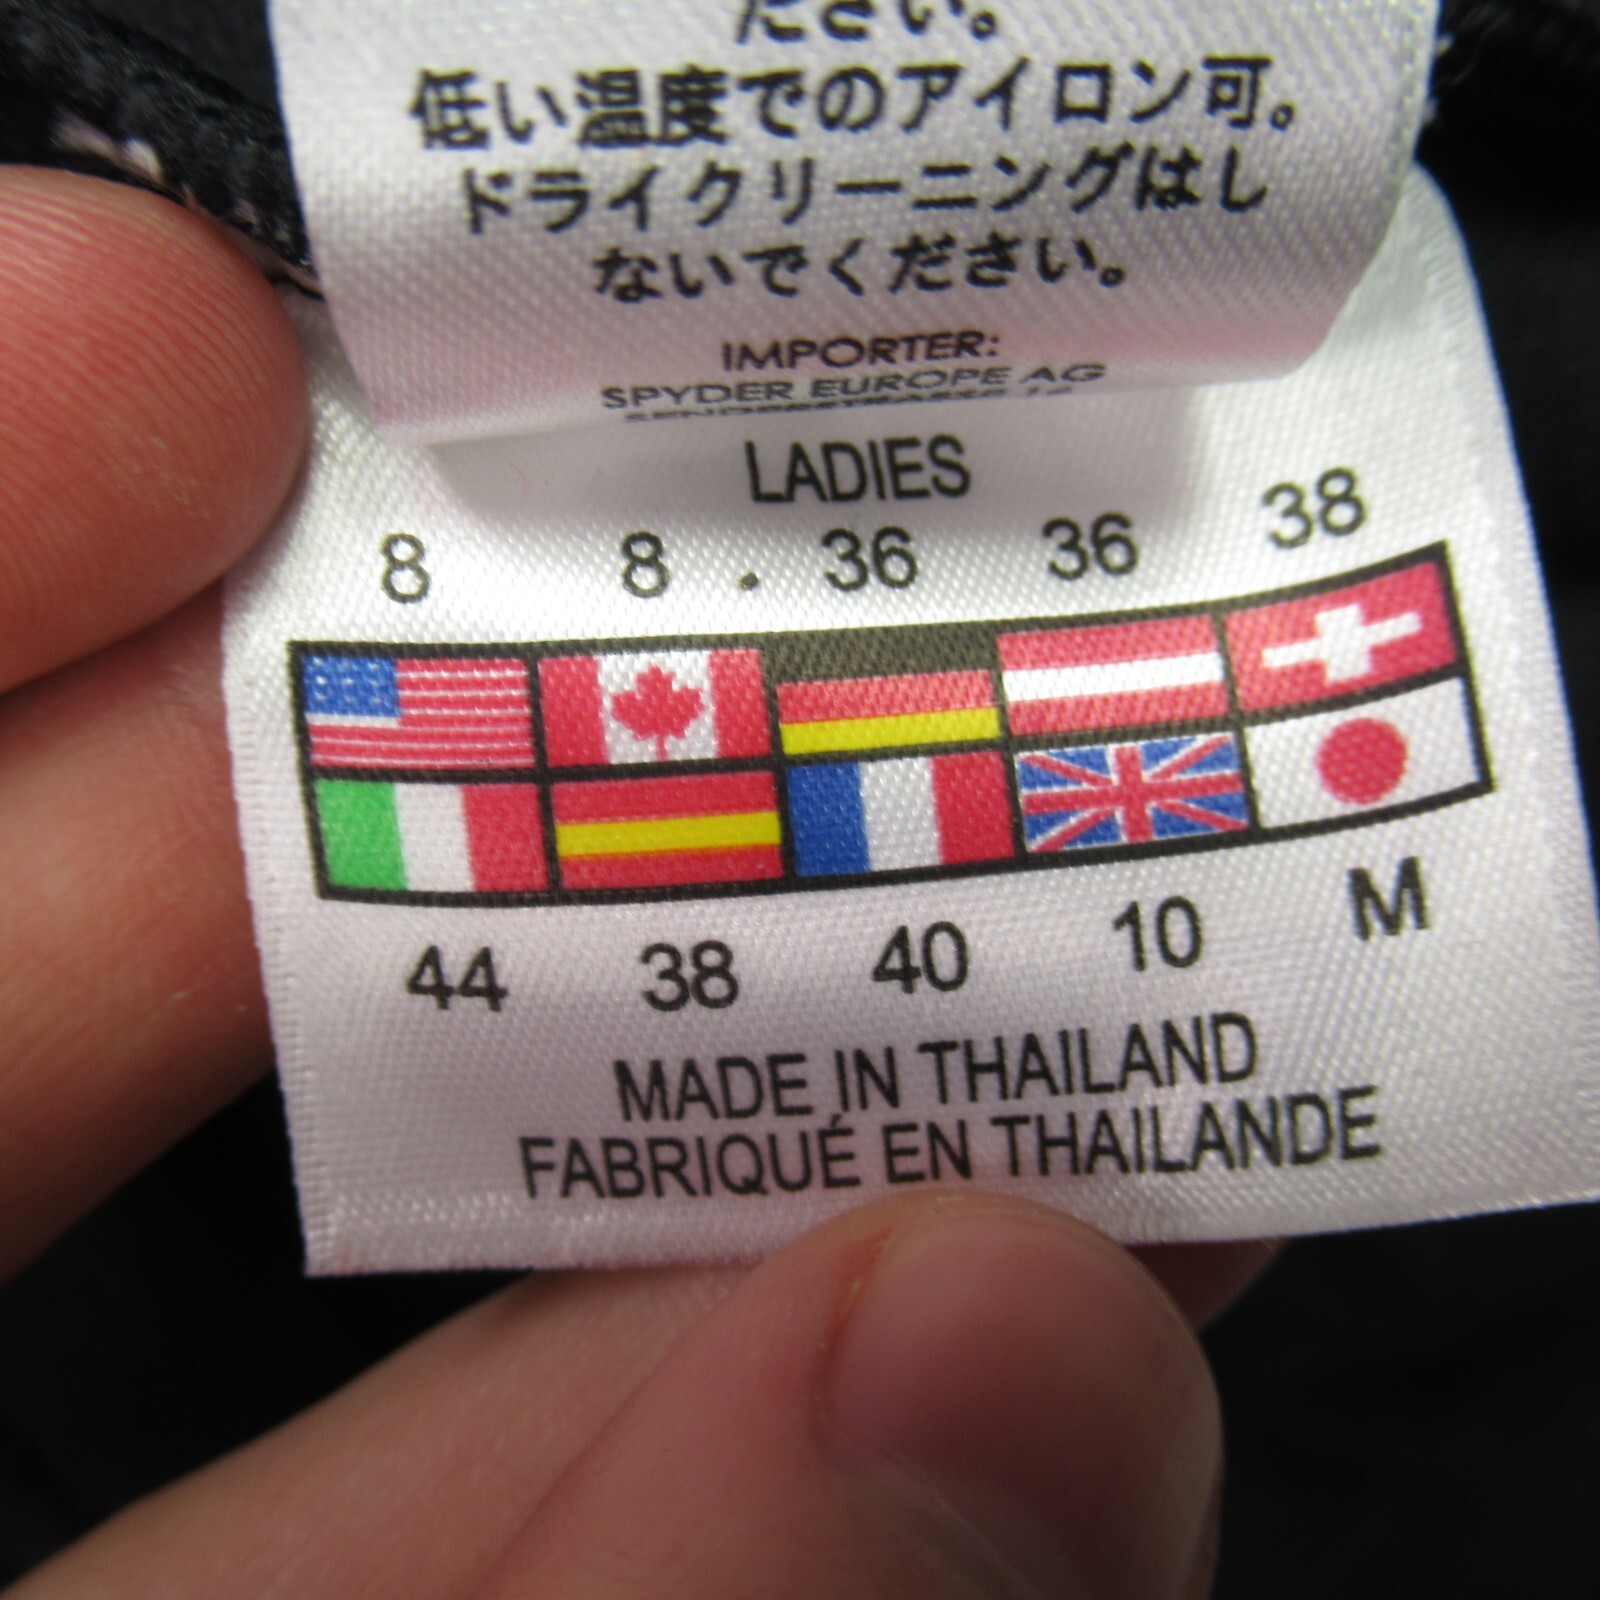 ださい。
低い温度でのアイロン可。
ドライクリーニングはし
ないでください。
IMPORTER:
SPYDER EUROPE AG
LADIES
8 8 36 36 38
44 38 40 10 M
MADE IN THAILAND
FABRIQUÉ EN THAILANDE